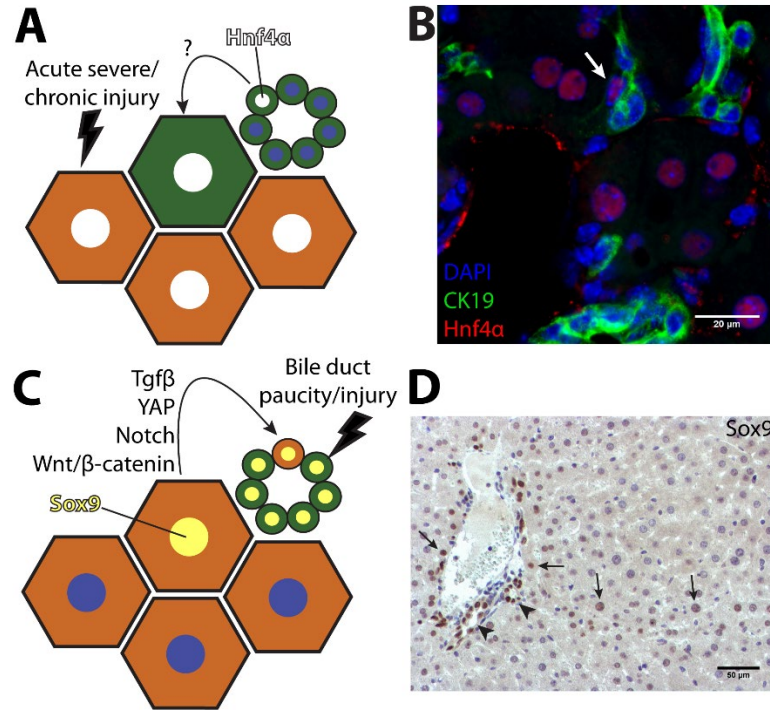 A
Hnf4α
?
Acute severe/
chronic injury
B
DAPI
CK19
Hnf4α
20 µm
C
Tgfβ
YAP
Notch
Wnt/β-catenin
Bile duct
paucity/injury
Sox9
D
Sox9
50 µm